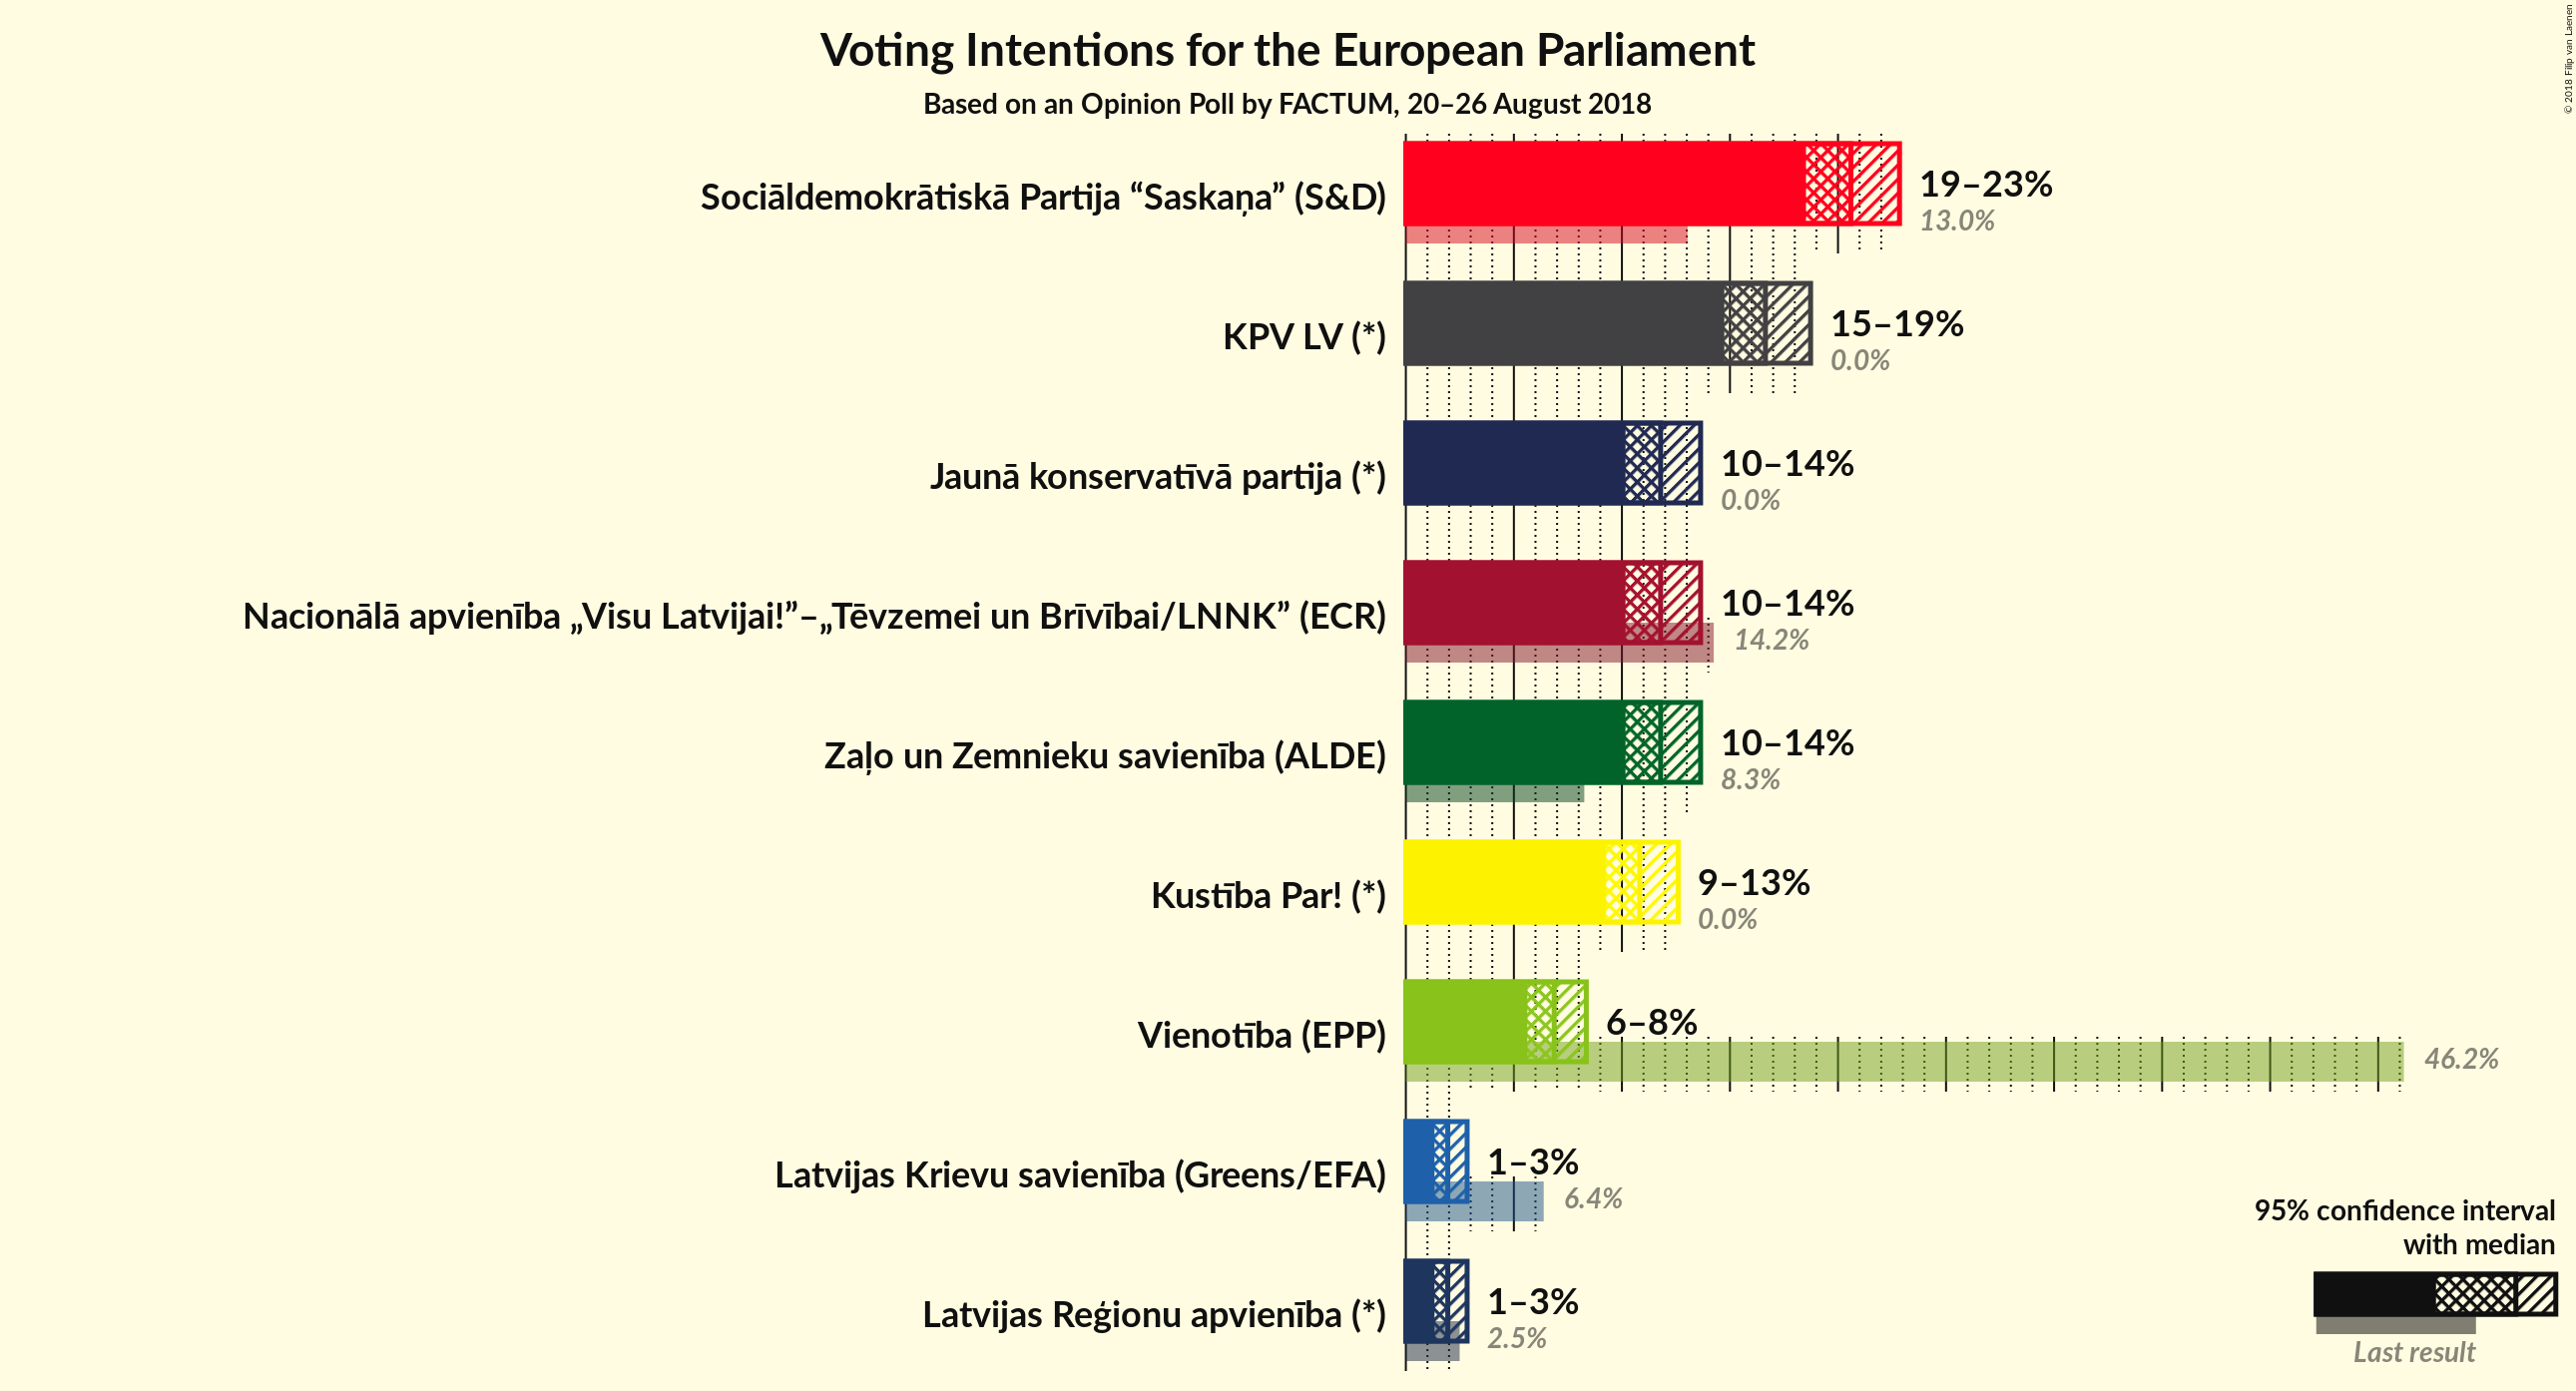 Voting Intentions for the European Parliament
Based on an Opinion Poll by FACTUM, 20–26 August 2018
© 2018 Filip van Laenen
Sociāldemokrātiskā Partija “Saskaņa” (S&D)
19–23%
13.0%
KPV LV (*)
15–19%
0.0%
Jaunā konservatīvā partija (*)
10–14%
0.0%
Nacionālā apvienība „Visu Latvijai!”–„Tēvzemei un Brīvībai/LNNK” (ECR)
10–14%
14.2%
Zaļo un Zemnieku savienība (ALDE)
10–14%
8.3%
Kustība Par! (*)
9–13%
0.0%
Vienotība (EPP)
6–8%
46.2%
Latvijas Krievu savienība (Greens/EFA)
1–3%
6.4%
Latvijas Reģionu apvienība (*)
1–3%
2.5%
95% confidence interval
with median
Last result